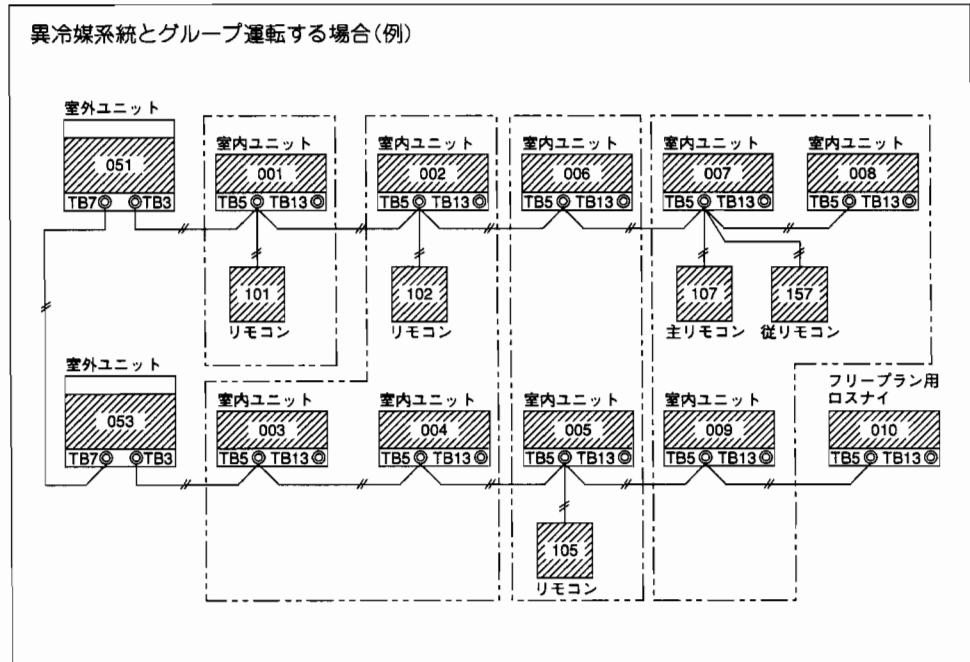 異冷媒系統とグループ運転する場合(例)
室外ユニット
051
TB7 TB3
室内ユニット
001
TB5 TB13
室内ユニット
002
TB5 TB13
室内ユニット
006
TB5 TB13
室内ユニット
007
TB5 TB13
室内ユニット
008
TB5 TB13
101
リモコン
102
リモコン
107
主リモコン
157
従リモコン
室外ユニット
053
TB7 TB3
室内ユニット
003
TB5 TB13
室内ユニット
004
TB5 TB13
室内ユニット
005
TB5 TB13
室内ユニット
009
TB5 TB13
フリープラン用
ロスナイ
010
TB5 TB13
105
リモコン